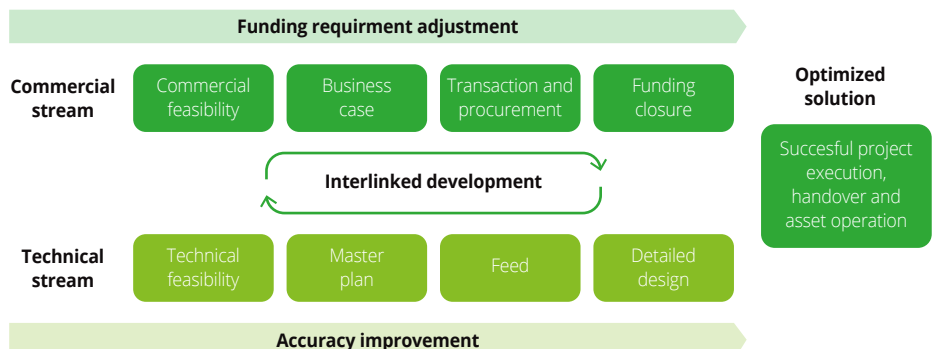 Funding requirment adjustment
Commercial
stream
Commercial
feasibility
Business
case
Transaction and
procurement
Funding
closure
Optimized
solution
Succesful project
execution,
handover and
asset operation
Interlinked development
Technical
stream
Technical
feasibility
Master
plan
Feed
Detailed
design
Accuracy improvement